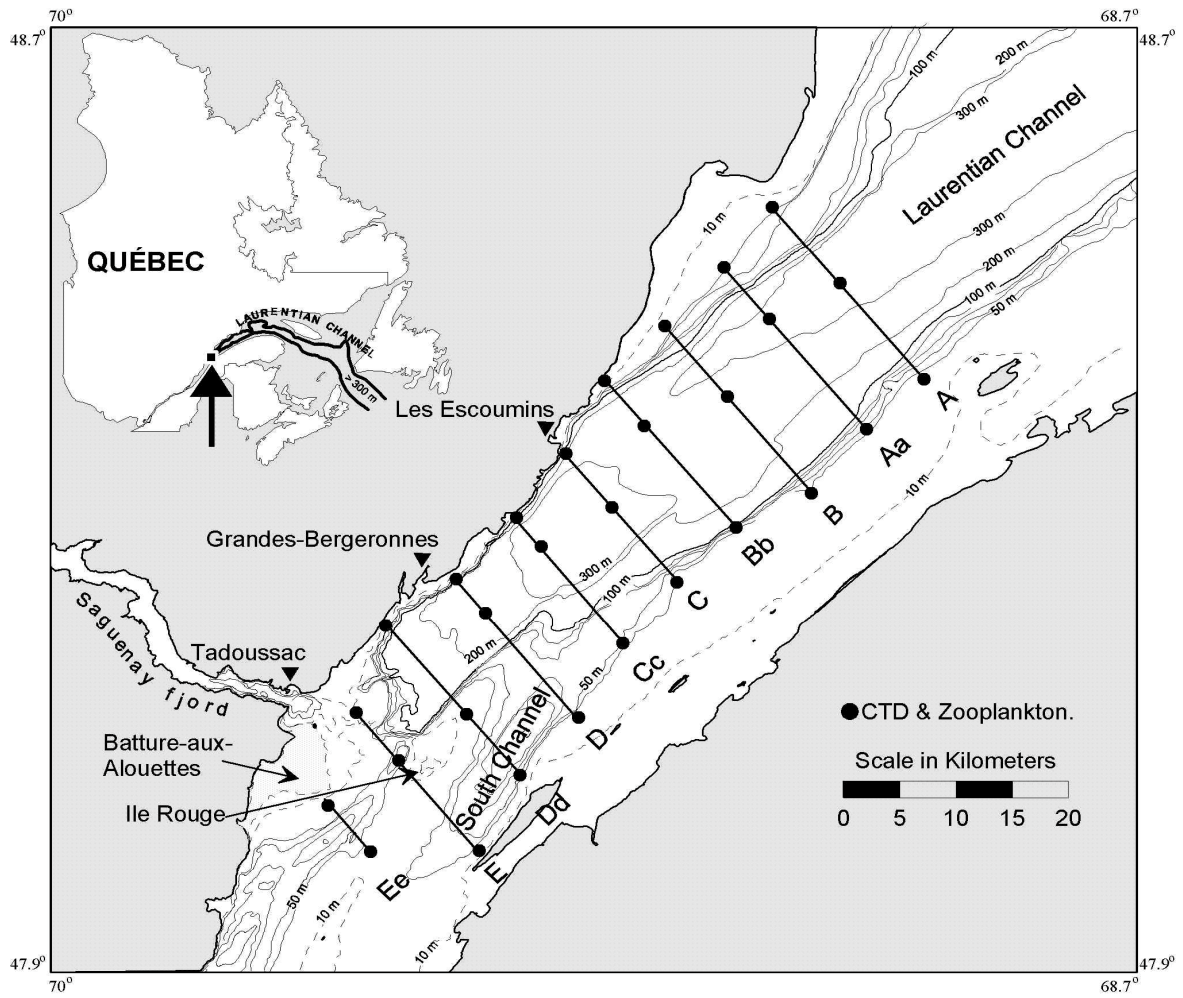 70°
68.7°
48.7°
48.7°
100 m
200 m
300 m
Laurentian Channel
10 m
300 m
200 m
100 m
50 m
QUÉBEC
LAURENTIAN CHANNEL
>300 m
Les Escoumins
A
Aa
10 m
B
Bb
Grandes-Bergeronnes
300 m
100 m
C
Saguenay fjord
Tadoussac
200 m
Cc
50 m
South Channel
D
CTD & Zooplankton.
Batture-aux-
Alouettes
Scale in Kilometers
Ile Rouge
Dd
0 5 10 15 20
E
Ee
50 m
10 m
10 m
47.9°
47.9°
70°
68.7°